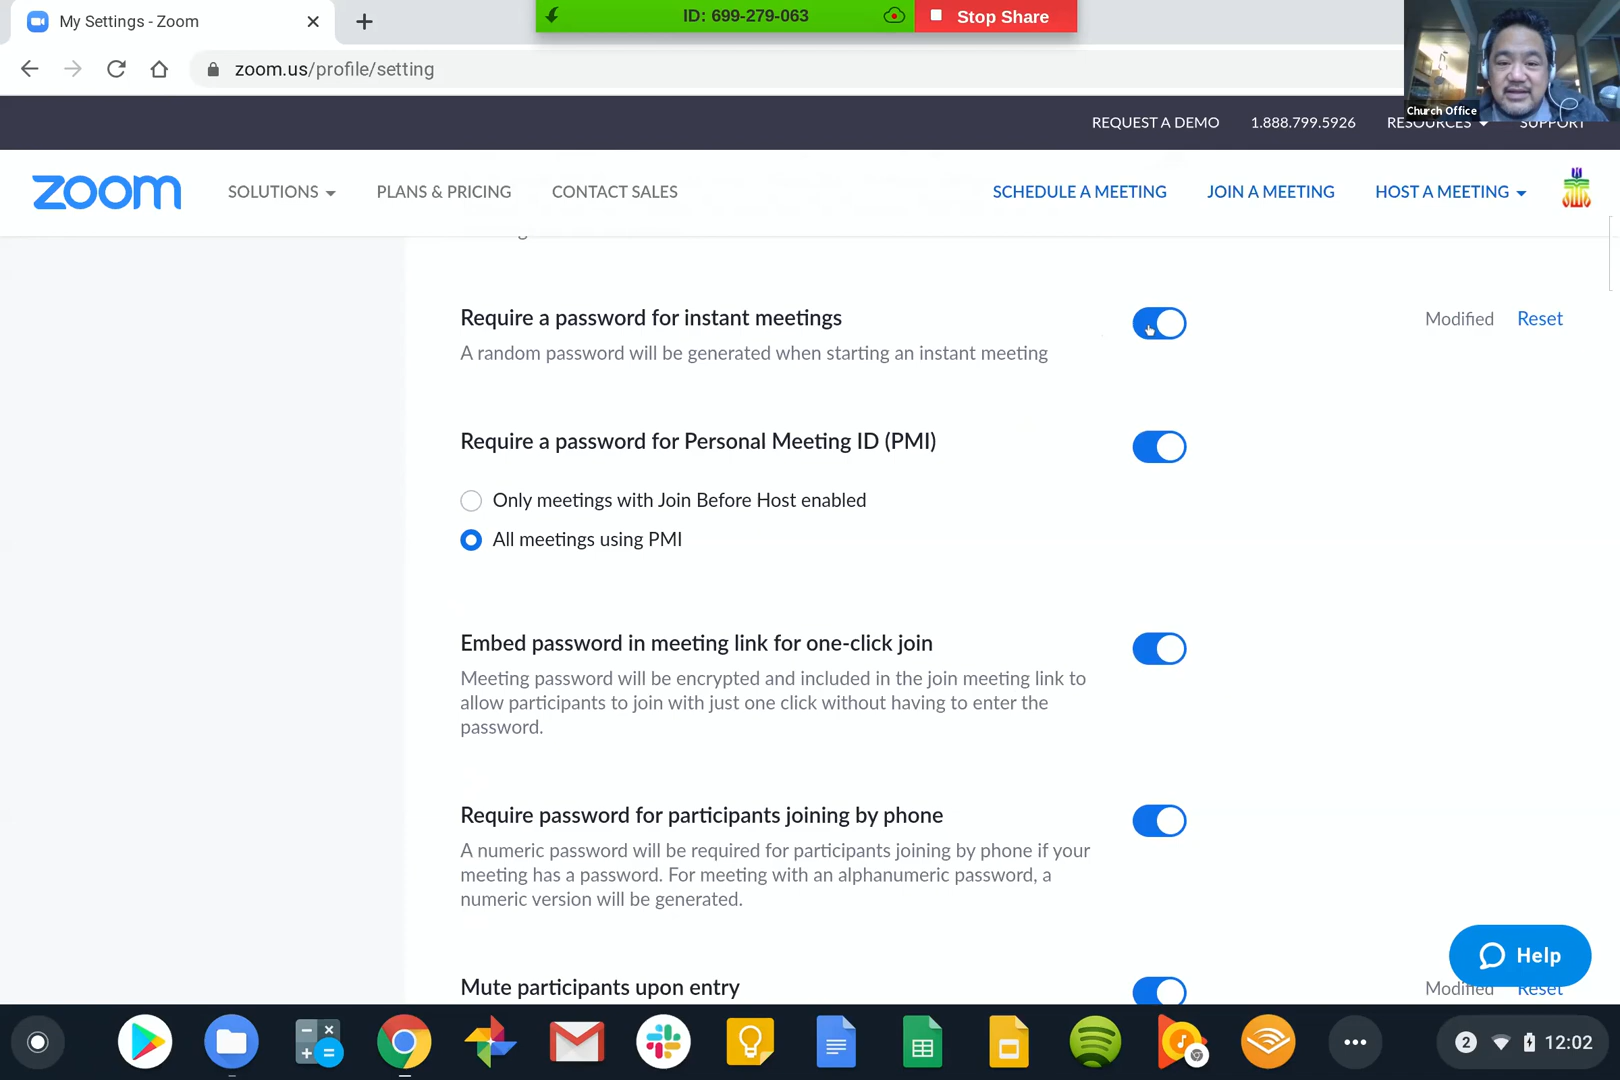 My Settings - Zoom
ID: 699-279-063
Stop Share
zoom.us/profile/setting
Church Office
REQUEST A DEMO
1.888.799.5926
RESOURCES
SUPPORT
zoom
SOLUTIONS
PLANS & PRICING
CONTACT SALES
SCHEDULE A MEETING
JOIN A MEETING
HOST A MEETING
Require a password for instant meetings
Modified
Reset
A random password will be generated when starting an instant meeting
Require a password for Personal Meeting ID (PMI)
Only meetings with Join Before Host enabled
All meetings using PMI
Embed password in meeting link for one-click join
Meeting password will be encrypted and included in the join meeting link to
allow participants to join with just one click without having to enter the
password.
Require password for participants joining by phone
A numeric password will be required for participants joining by phone if your
meeting has a password. For meeting with an alphanumeric password, a
numeric version will be generated.
Help
Mute participants upon entry
Modified
Reset
2
12:02